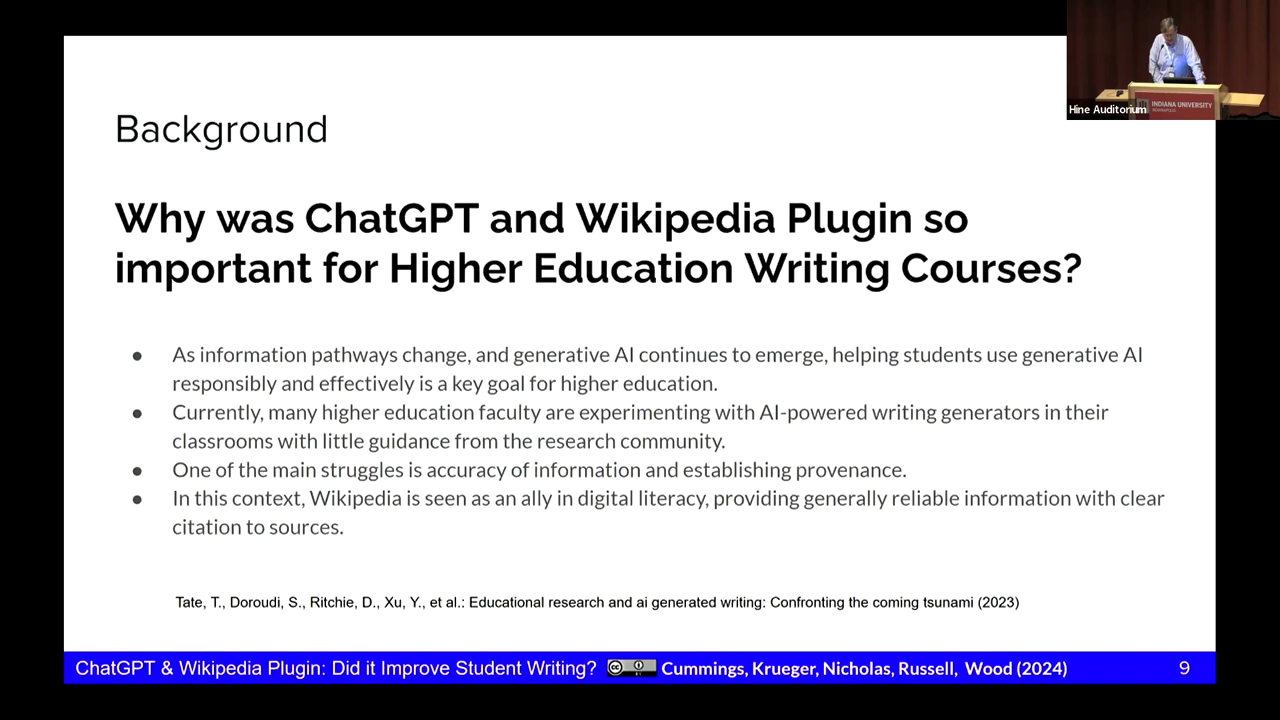 Background
Why was ChatGPT and Wikipedia Plugin so
important for Higher Education Writing Courses?
● As information pathways change, and generative AI continues to emerge, helping students use generative AI
responsibly and effectively is a key goal for higher education.
● Currently, many higher education faculty are experimenting with AI-powered writing generators in their
classrooms with little guidance from the research community.
● One of the main struggles is accuracy of information and establishing provenance.
● In this context, Wikipedia is seen as an ally in digital literacy, providing generally reliable information with clear
citation to sources.
Tate, T., Doroudi, S., Ritchie, D., Xu, Y., et al.: Educational research and ai generated writing: Confronting the coming tsunami (2023)
ChatGPT & Wikipedia Plugin: Did it Improve Student Writing? Cummings, Krueger, Nicholas, Russell, Wood (2024) 9
Hine Auditorium
INDIANA UNIVERSITY